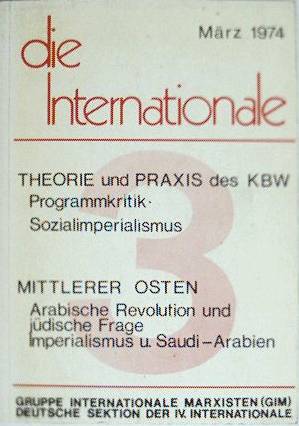 März 1974
die
Internationale
3
THEORIE und PRAXIS des KBW
Programmkritik·
Sozialimperialismus
MITTLERER OSTEN
Arabische Revolution und
jüdische Frage
Imperialismus u. Saudi-Arabien
GRUPPE INTERNATIONALE MARXISTEN (GIM)
DEUTSCHE SEKTION DER IV. INTERNATIONALE